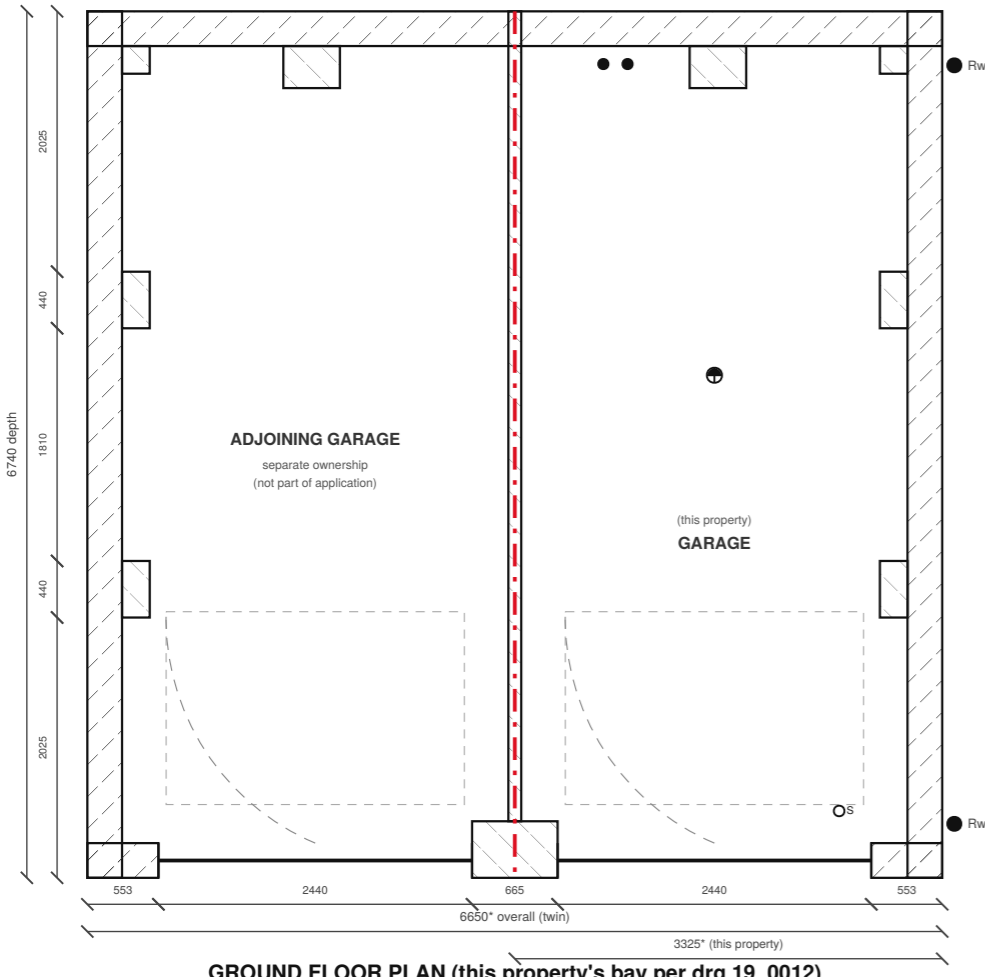 Rw
2025
440
6740 depth
1810
ADJOINING GARAGE
separate ownership
(not part of application)
(this property)
GARAGE
440
2025
S
Rw
553
2440
665
2440
553
6650* overall (twin)
3325* (this property)
GROUND FLOOR PLAN (this property's bay per drg 19_0012)